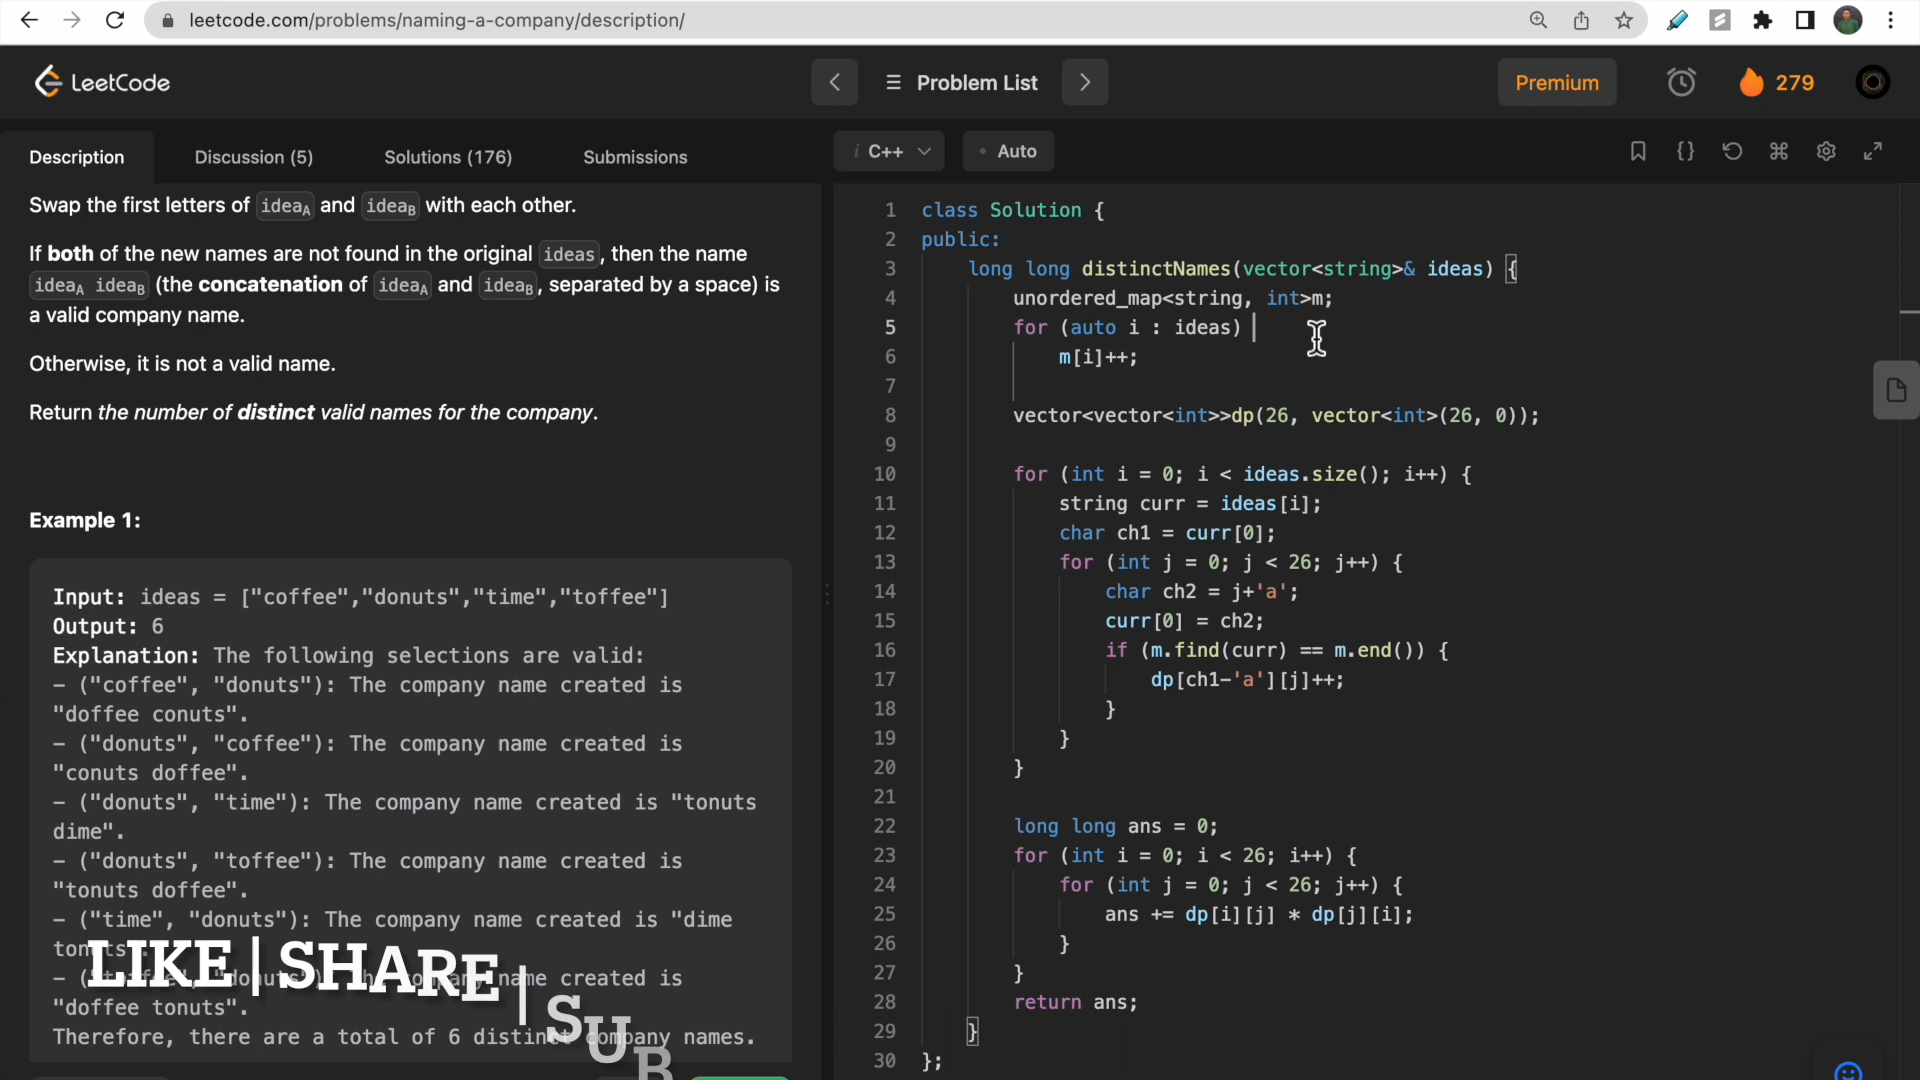 leetcode.com/problems/naming-a-company/description/
LeetCode
Problem List
Premium
279
Description
Discussion (5)
Solutions (176)
Submissions
i C++
Auto
Swap the first letters of ideaA and ideaB with each other.
If both of the new names are not found in the original ideas, then the name
ideaA ideaB (the concatenation of ideaA and ideaB, separated by a space) is
a valid company name.
Otherwise, it is not a valid name.
Return the number of distinct valid names for the company.
Example 1:
Input: ideas = ["coffee","donuts","time","toffee"]
Output: 6
Explanation: The following selections are valid:
- ("coffee", "donuts"): The company name created is
"doffee conuts".
- ("donuts", "coffee"): The company name created is
"conuts doffee".
- ("donuts", "time"): The company name created is "tonuts
dime".
- ("donuts", "toffee"): The company name created is
"tonuts doffee".
- ("time", "donuts"): The company name created is "dime
tonuts".
- ("toffee", "donuts"): The company name created is
"doffee tonuts".
Therefore, there are a total of 6 distinct company names.
LIKE | SHARE | SUB
1 class Solution {
2 public:
3 long long distinctNames(vector<string>& ideas) {
4 unordered_map<string, int>m;
5 for (auto i : ideas)
6 m[i]++;
7
8 vector<vector<int>>dp(26, vector<int>(26, 0));
9
10 for (int i = 0; i < ideas.size(); i++) {
11 string curr = ideas[i];
12 char ch1 = curr[0];
13 for (int j = 0; j < 26; j++) {
14 char ch2 = j+'a';
15 curr[0] = ch2;
16 if (m.find(curr) == m.end()) {
17 dp[ch1-'a'][j]++;
18 }
19 }
20 }
21
22 long long ans = 0;
23 for (int i = 0; i < 26; i++) {
24 for (int j = 0; j < 26; j++) {
25 ans += dp[i][j] * dp[j][i];
26 }
27 }
28 return ans;
29 }
30 };